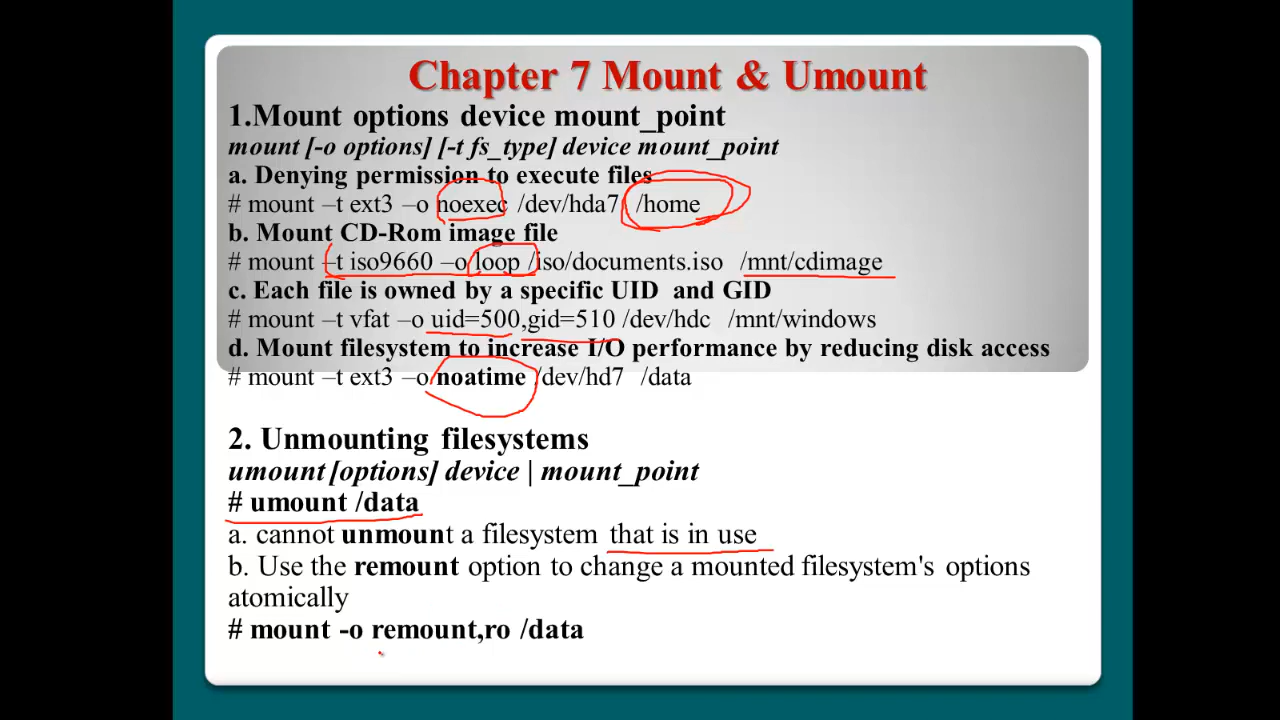 Chapter 7 Mount & Umount
1.Mount options device mount_point
mount [-o options] [-t fs_type] device mount_point
a. Denying permission to execute files
# mount –t ext3 –o noexec /dev/hda7 /home
b. Mount CD-Rom image file
# mount –t iso9660 –o loop /iso/documents.iso /mnt/cdimage
c. Each file is owned by a specific UID and GID
# mount –t vfat –o uid=500,gid=510 /dev/hdc /mnt/windows
d. Mount filesystem to increase I/O performance by reducing disk access
# mount –t ext3 –o noatime /dev/hd7 /data
2. Unmounting filesystems
umount [options] device | mount_point
# umount /data
a. cannot unmount a filesystem that is in use
b. Use the remount option to change a mounted filesystem's options
atomically
# mount -o remount,ro /data